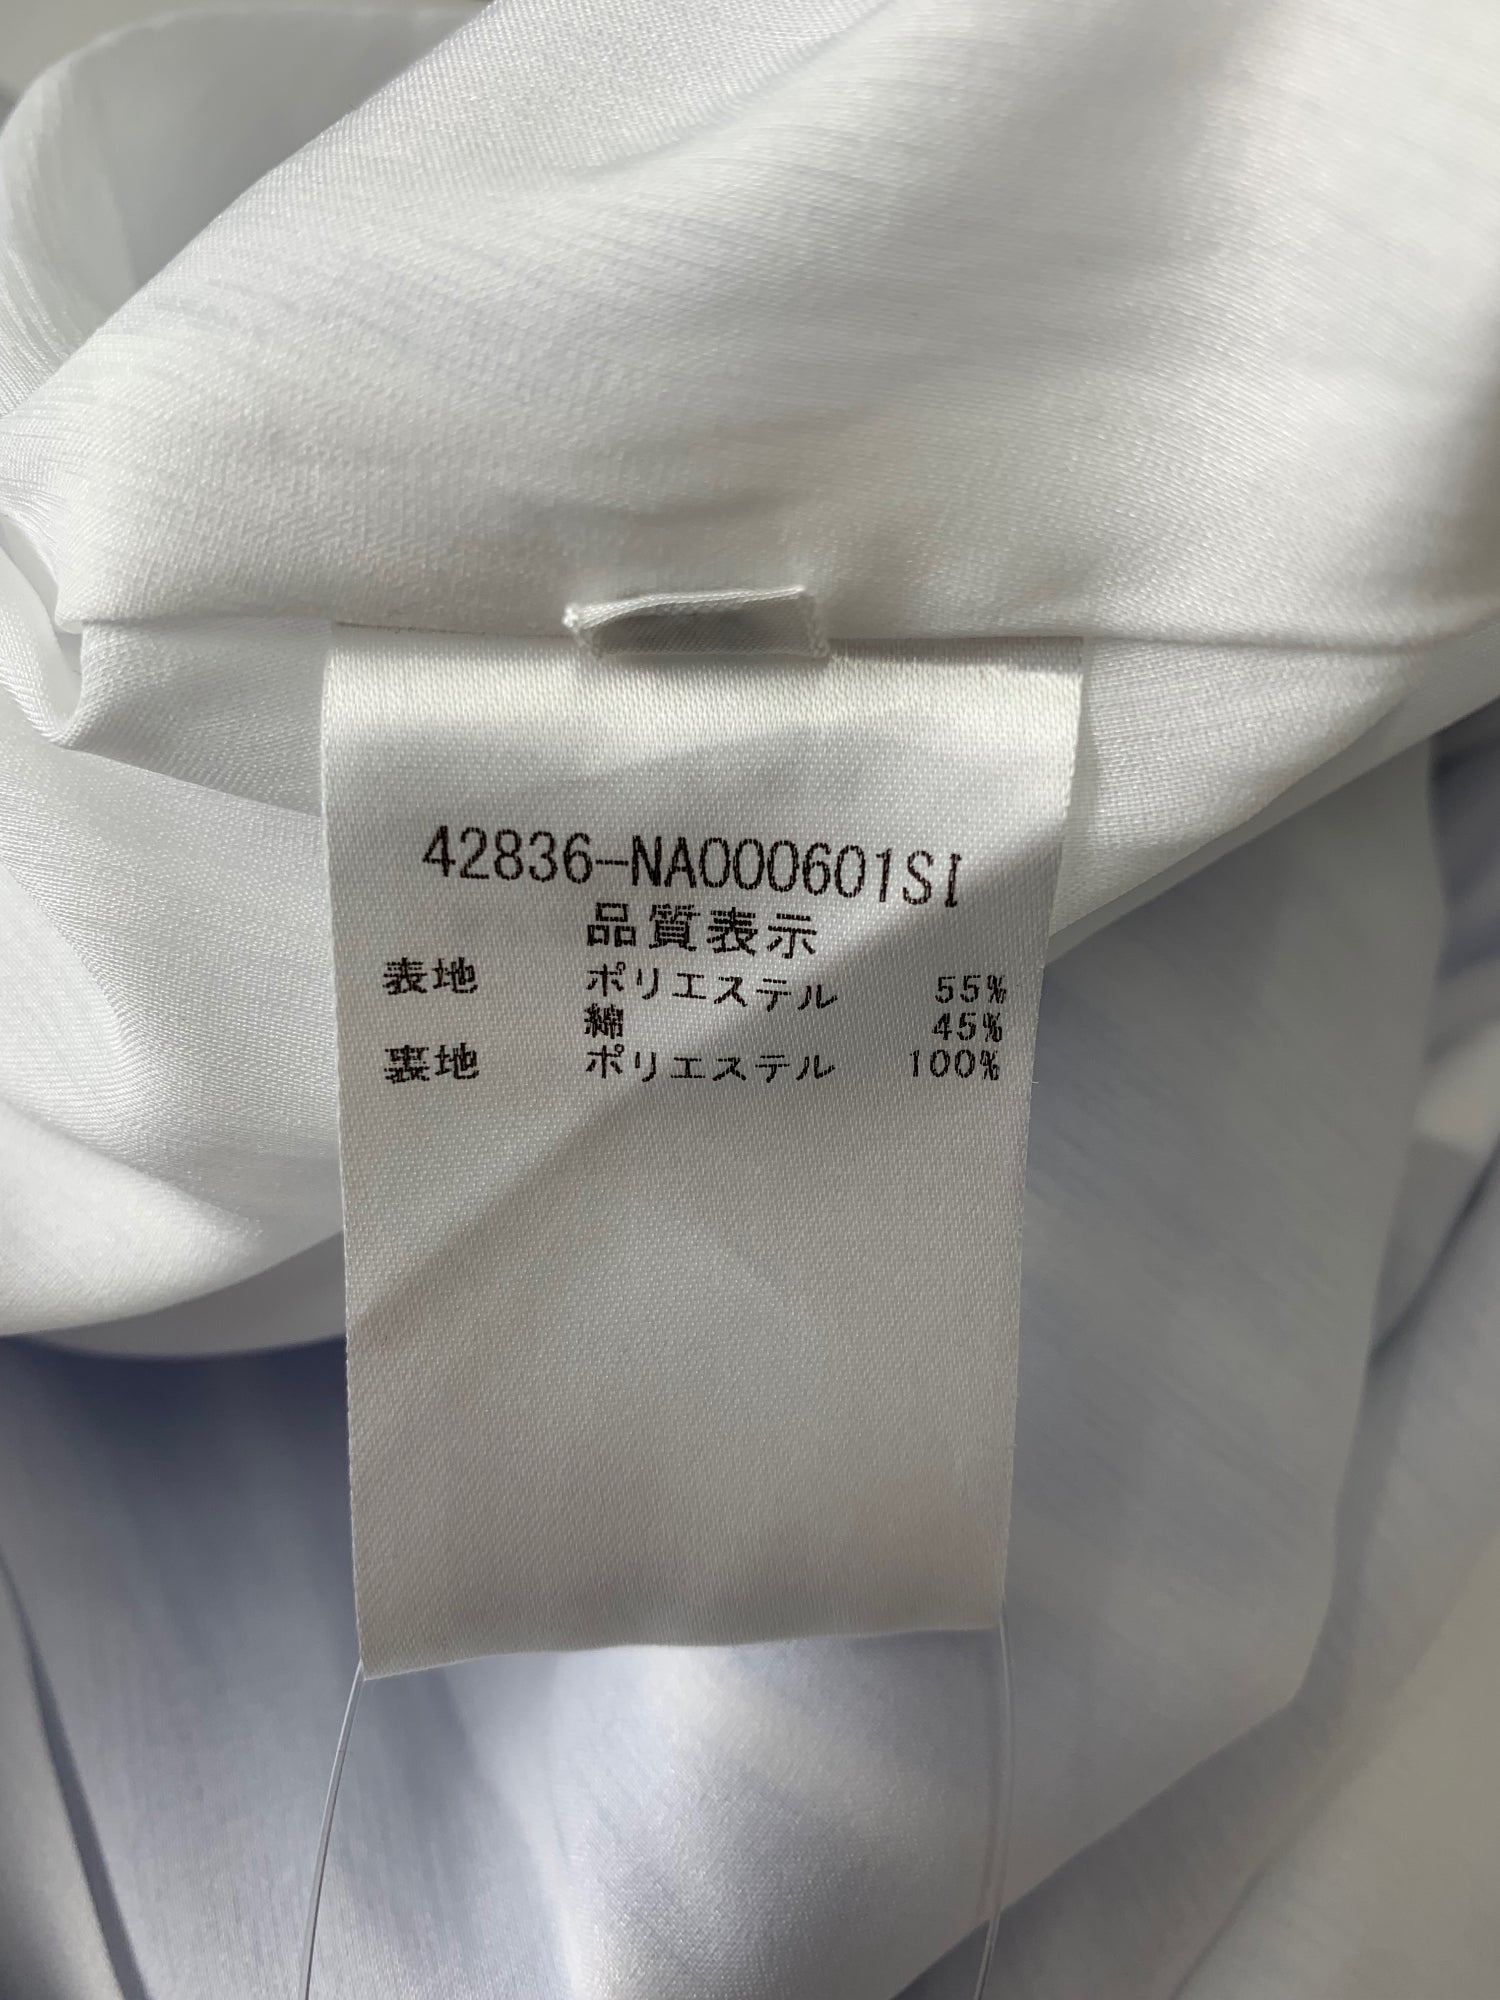 42836-NA000601SI
品質表示
表地 ポリエステル 55%
綿 45%
裏地 ポリエステル 100%